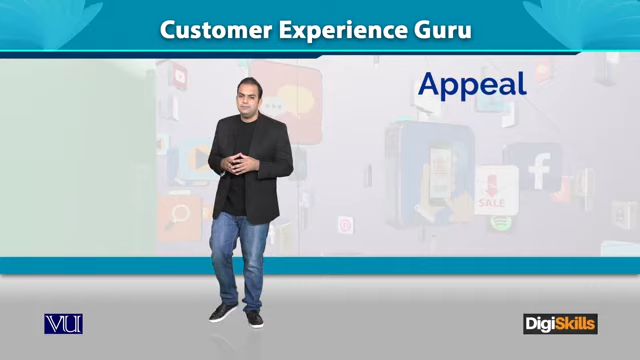 Customer Experience Guru
Appeal
SALE
VU
DigiSkills